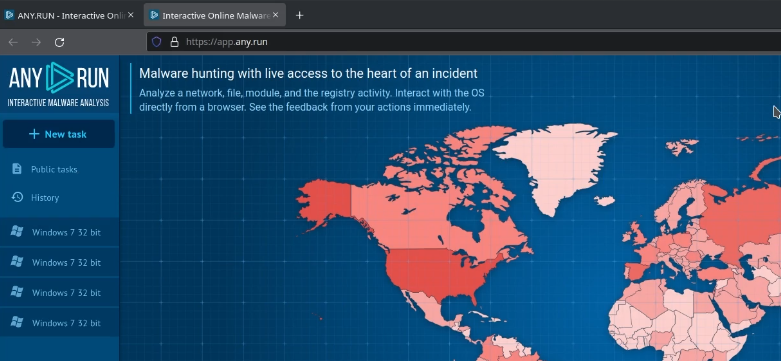 ANY.RUN - Interactive Onli
Interactive Online Malware
https://app.any.run
ANY RUN
INTERACTIVE MALWARE ANALYSIS
Malware hunting with live access to the heart of an incident
Analyze a network, file, module, and the registry activity. Interact with the OS
directly from a browser. See the feedback from your actions immediately.
+ New task
Public tasks
History
Windows 7 32 bit
Windows 7 32 bit
Windows 7 32 bit
Windows 7 32 bit